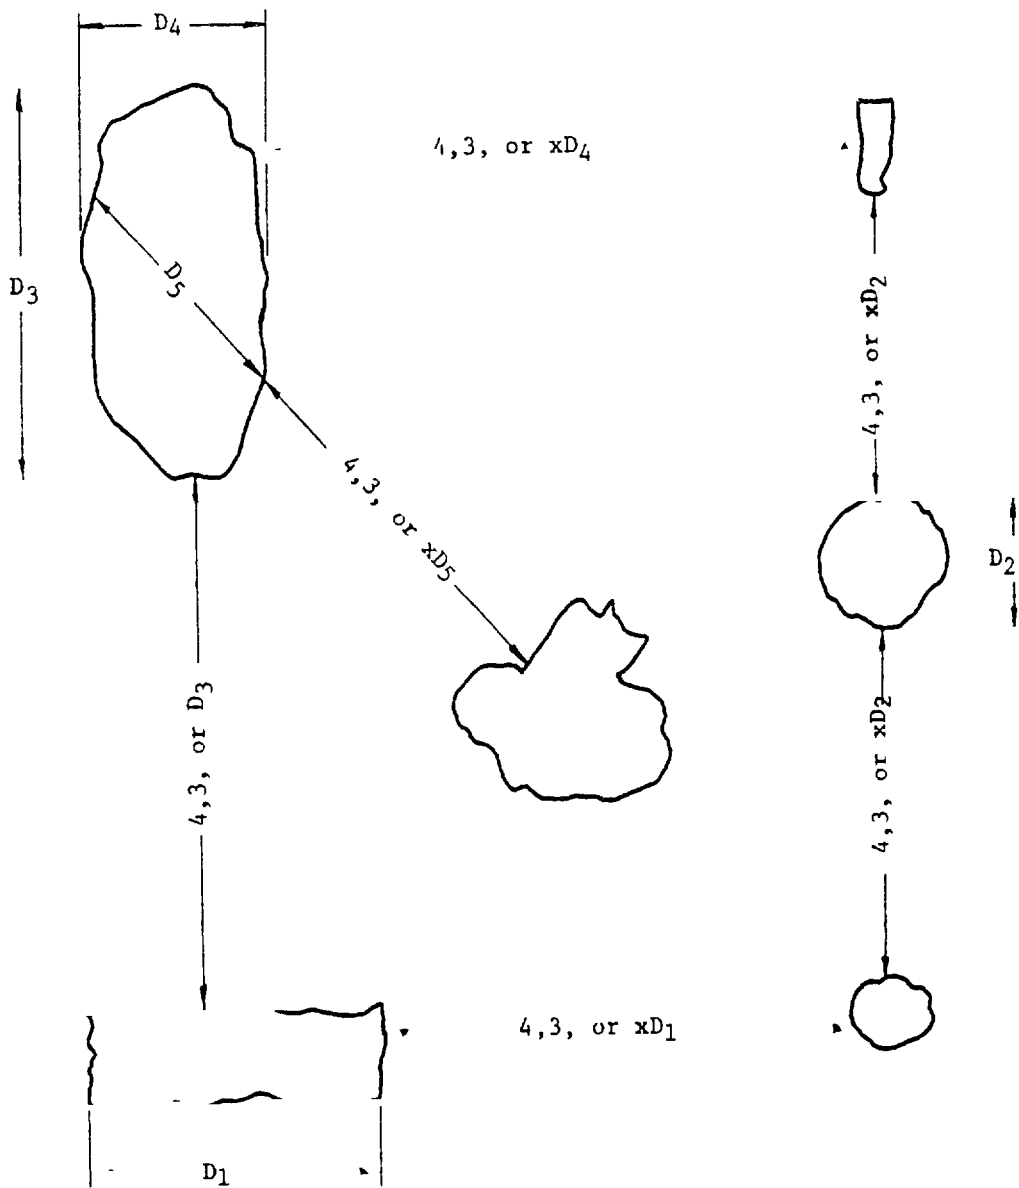 D4
4,3, or xD4
D3
D5
4,3, or xD2
4,3, or xD5
D2
4,3, or D3
4,3, or xD2
4,3, or xD1
D1